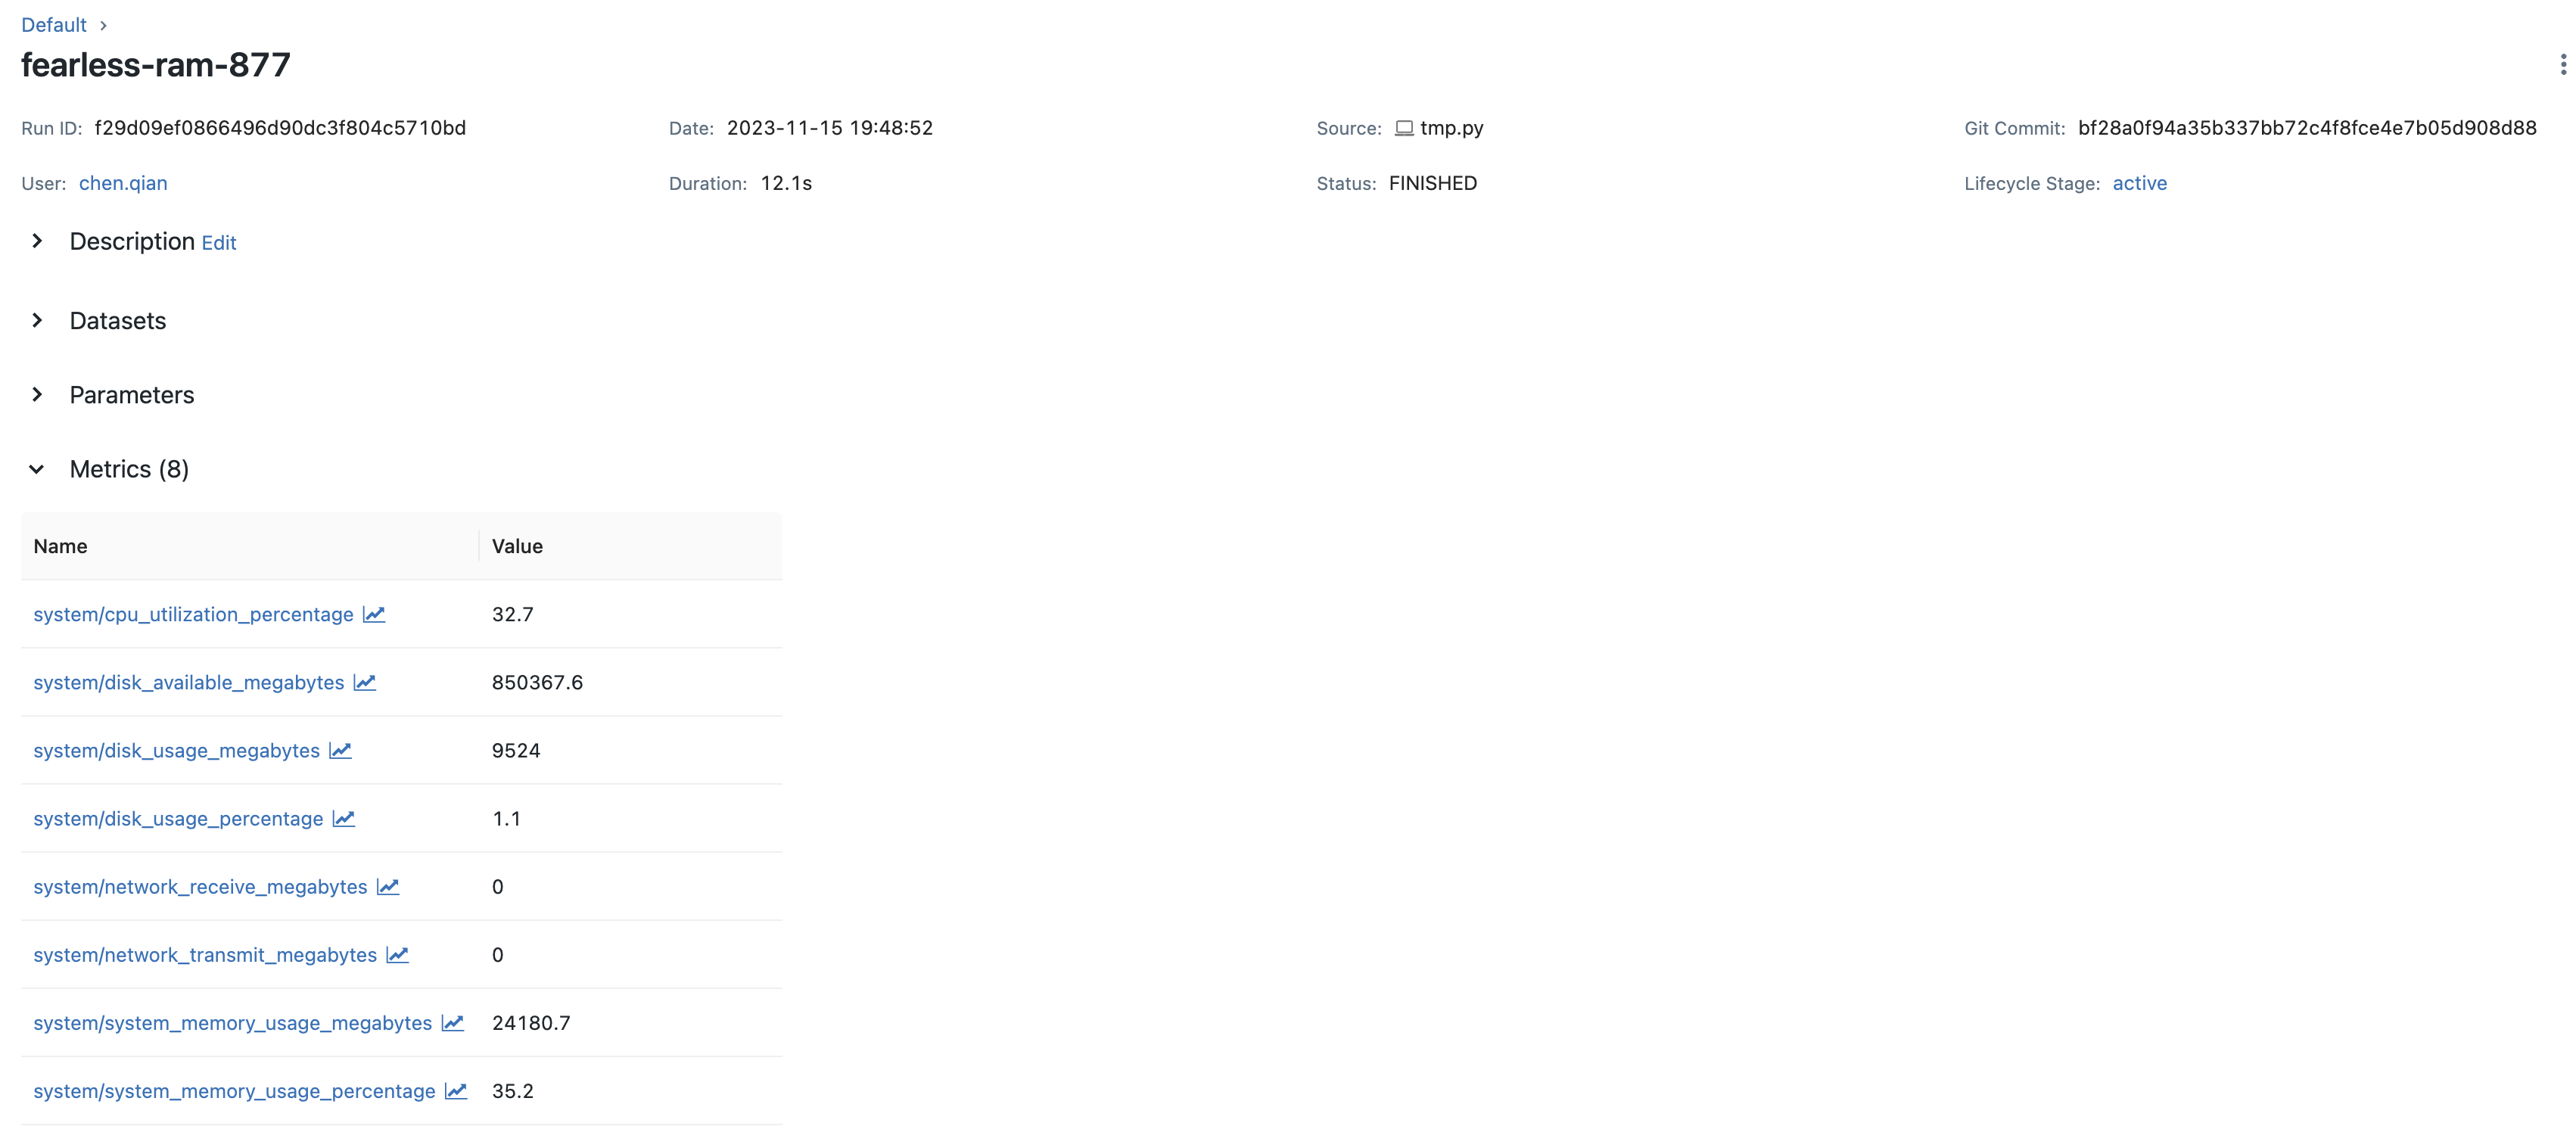 Default
fearless-ram-877
Run ID: f29d09ef0866496d90dc3f804c5710bd Date: 2023-11-15 19:48:52 Source: tmp.py Git Commit: bf28a0f94a35b337bb72c4f8fce4e7b05d908d88
User: chen.qian Duration: 12.1s Status: FINISHED Lifecycle Stage: active
Description Edit
Datasets
Parameters
Metrics (8)
Name Value
system/cpu_utilization_percentage 32.7
system/disk_available_megabytes 850367.6
system/disk_usage_megabytes 9524
system/disk_usage_percentage 1.1
system/network_receive_megabytes 0
system/network_transmit_megabytes 0
system/system_memory_usage_megabytes 24180.7
system/system_memory_usage_percentage 35.2